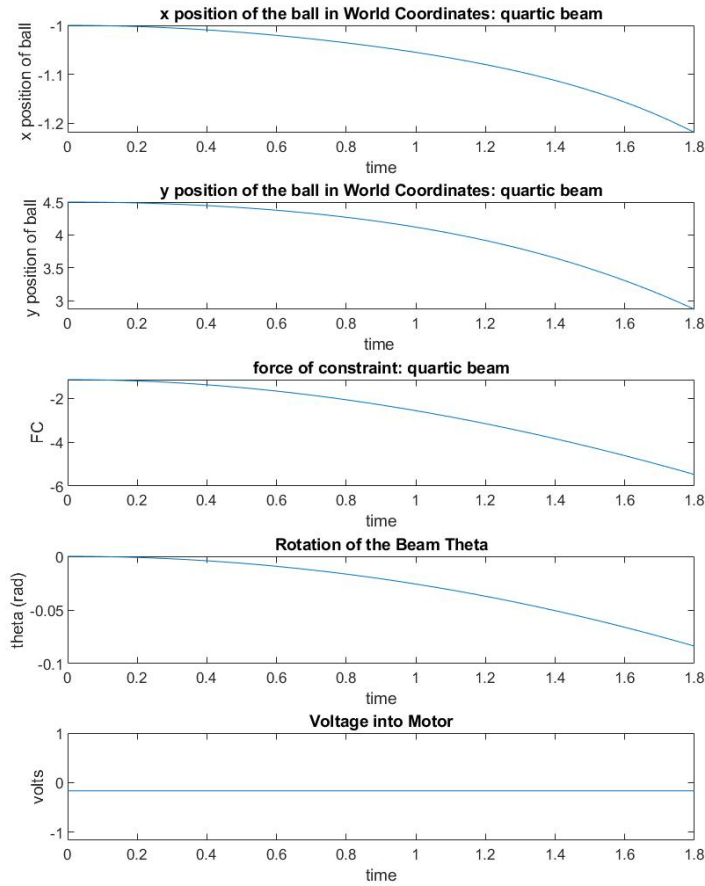 x position of the ball in World Coordinates: quartic beam
x position of ball
-1
-1.1
-1.2
0 0.2 0.4 0.6 0.8 1 1.2 1.4 1.6 1.8
time
y position of the ball in World Coordinates: quartic beam
y position of ball
4.5
4
3.5
3
0 0.2 0.4 0.6 0.8 1 1.2 1.4 1.6 1.8
time
force of constraint: quartic beam
FC
-2
-4
-6
0 0.2 0.4 0.6 0.8 1 1.2 1.4 1.6 1.8
time
Rotation of the Beam Theta
theta (rad)
0
-0.05
-0.1
0 0.2 0.4 0.6 0.8 1 1.2 1.4 1.6 1.8
time
Voltage into Motor
volts
1
0
-1
0 0.2 0.4 0.6 0.8 1 1.2 1.4 1.6 1.8
time